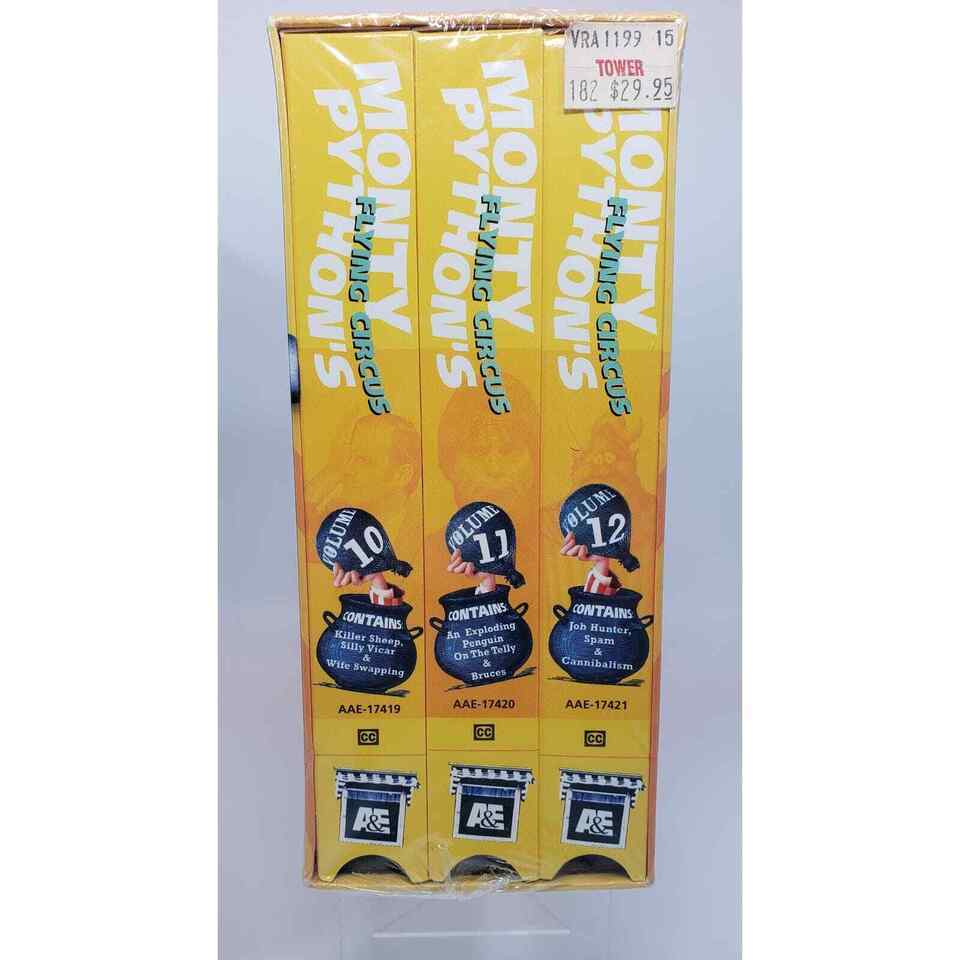 VRA1199 15
TOWER
182 $29.95
MONTY
PYTHON'S
FLYING CIRCUS
VOLUME
10
CONTAINS:
Killer Sheep,
Silly Vicar
&
Wife Swapping
AAE-17419
CC
A&E
MONTY
PYTHON'S
FLYING CIRCUS
VOLUME
11
CONTAINS:
An Exploding
Penguin
On The Telly
&
Bruces
AAE-17420
CC
A&E
MONTY
PYTHON'S
FLYING CIRCUS
VOLUME
12
CONTAINS:
Job Hunter,
Spam
&
Cannibalism
AAE-17421
CC
A&E